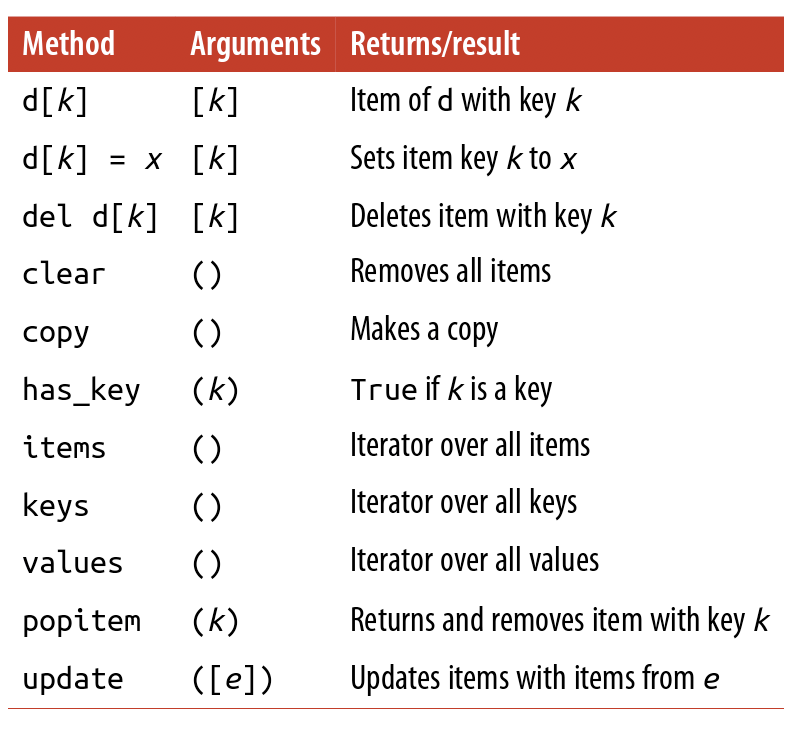 Method Arguments Returns/result
d[k] [k] Item of d with key k
d[k] = x [k] Sets item key k to x
del d[k] [k] Deletes item with key k
clear () Removes all items
copy () Makes a copy
has_key (k) True if k is a key
items () Iterator over all items
keys () Iterator over all keys
values () Iterator over all values
popitem (k) Returns and removes item with key k
update ([e]) Updates items with items from e